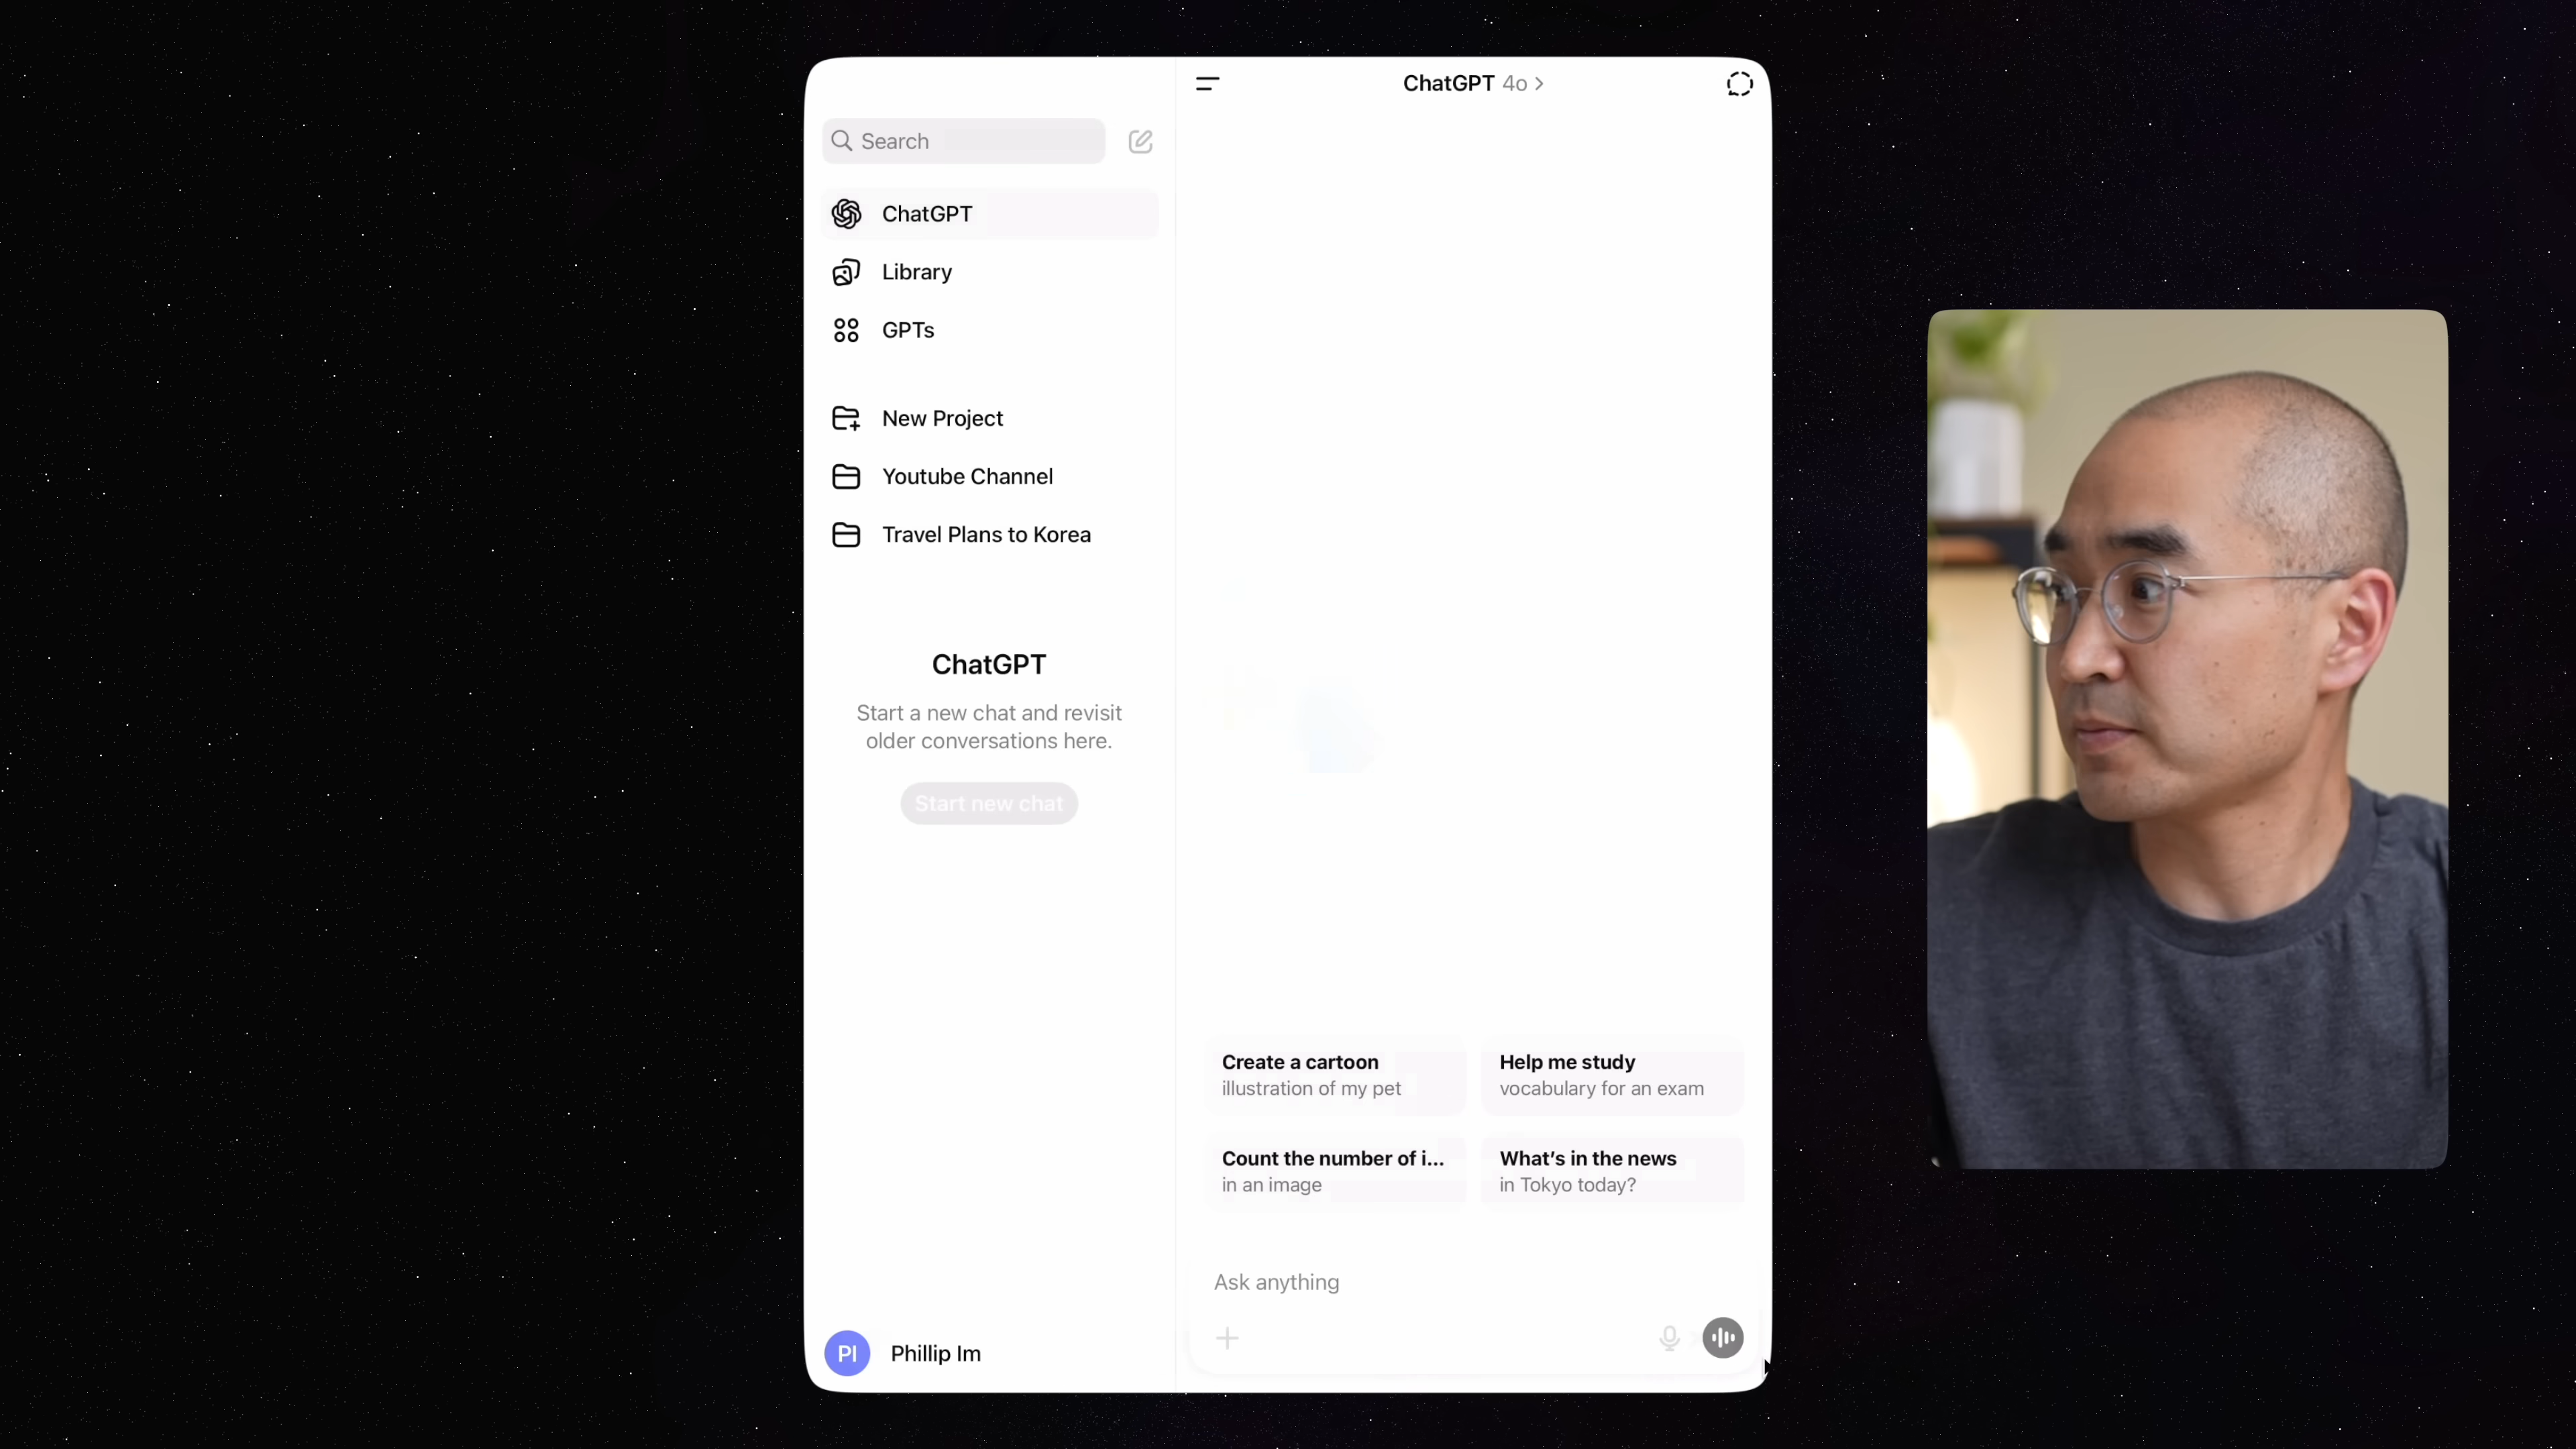 Search
ChatGPT
Library
GPTs
New Project
Youtube Channel
Travel Plans to Korea
ChatGPT
Start a new chat and revisit
older conversations here.
Start new chat
PI
Phillip Im
ChatGPT 4o
Create a cartoon
illustration of my pet
Help me study
vocabulary for an exam
Count the number of i...
in an image
What's in the news
in Tokyo today?
Ask anything